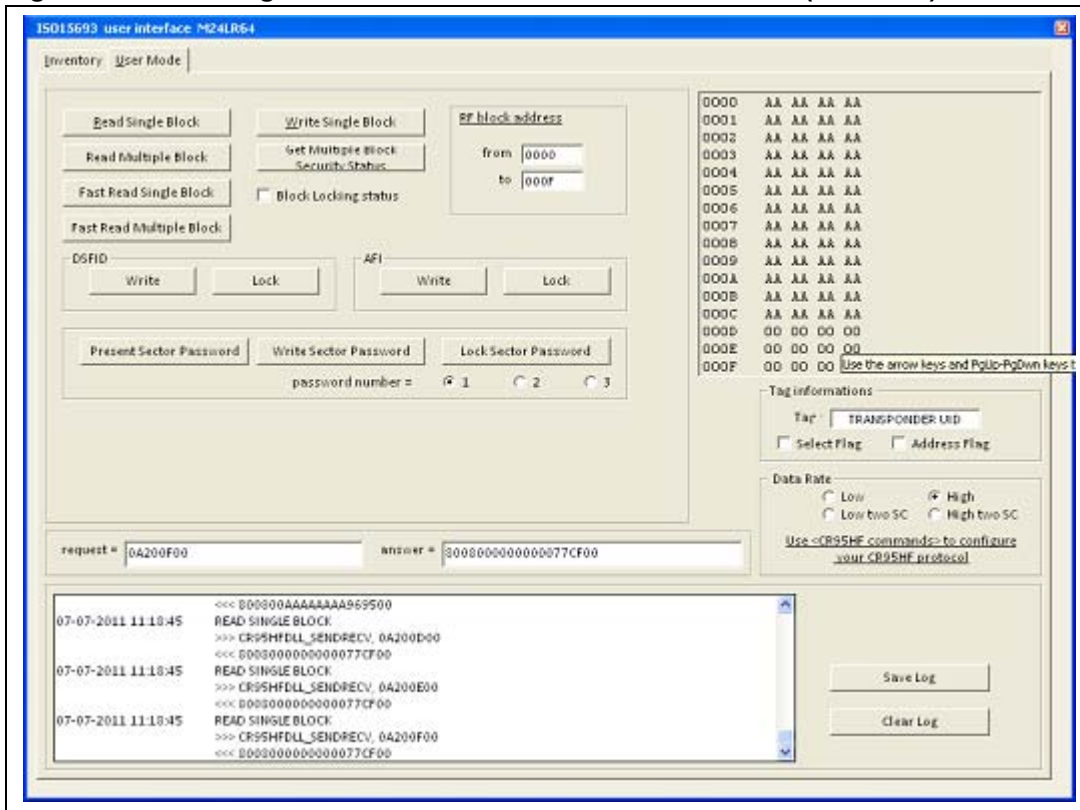 ISO15693 user interface M24LR64
Inventory User Mode
Read Single Block
Write Single Block
RF block address
Read Multiple Block
Get Multiple Block
Security Status
from 0000
to 000F
Fast Read Single Block
Block Locking status
Fast Read Multiple Block
DSFID
Write Lock
AFI
Write Lock
Present Sector Password
Write Sector Password
Lock Sector Password
password number = 1 2 3
0000 AA AA AA AA
0001 AA AA AA AA
0002 AA AA AA AA
0003 AA AA AA AA
0004 AA AA AA AA
0005 AA AA AA AA
0006 AA AA AA AA
0007 AA AA AA AA
0008 AA AA AA AA
0009 AA AA AA AA
000A AA AA AA AA
000B AA AA AA AA
000C AA AA AA AA
000D 00 00 00 00
000E 00 00 00 00
000F 00 00 00
Use the arrow keys and PgUp-PgDwn keys t
Tag informations
Tag : TRANSPONDER UID
Select Flag Address Flag
Data Rate
Low High
Low two SC High two SC
Use <CR95HF commands> to configure
your CR95HF protocol
request = 0A200F00
answer = 8008000000000077CF00
<<< 800800AAAAAAAA969500
07-07-2011 11:18:45 READ SINGLE BLOCK
>>> CR95HFDLL_SENDRECV, 0A200D00
<<< 8008000000000077CF00
07-07-2011 11:18:45 READ SINGLE BLOCK
>>> CR95HFDLL_SENDRECV, 0A200E00
<<< 8008000000000077CF00
07-07-2011 11:18:45 READ SINGLE BLOCK
>>> CR95HFDLL_SENDRECV, 0A200F00
<<< 8008000000000077CF00
Save Log
Clear Log